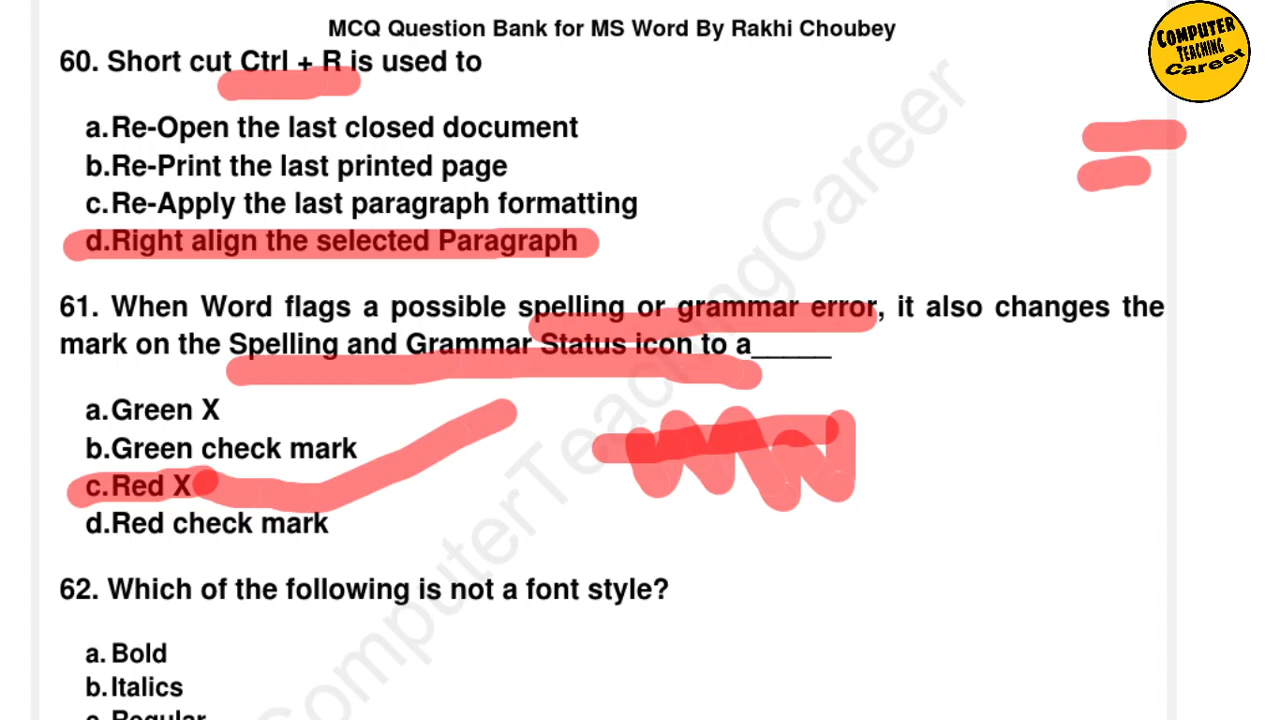 MCQ Question Bank for MS Word By Rakhi Choubey
COMPUTER
TEACHING
Career
60. Short cut Ctrl + R is used to
a.Re-Open the last closed document
b.Re-Print the last printed page
c.Re-Apply the last paragraph formatting
d.Right align the selected Paragraph
61. When Word flags a possible spelling or grammar error, it also changes the
mark on the Spelling and Grammar Status icon to a_____
a.Green X
b.Green check mark
c.Red X
d.Red check mark
62. Which of the following is not a font style?
a. Bold
b.Italics
c.Regular
ComputerTeachingCareer